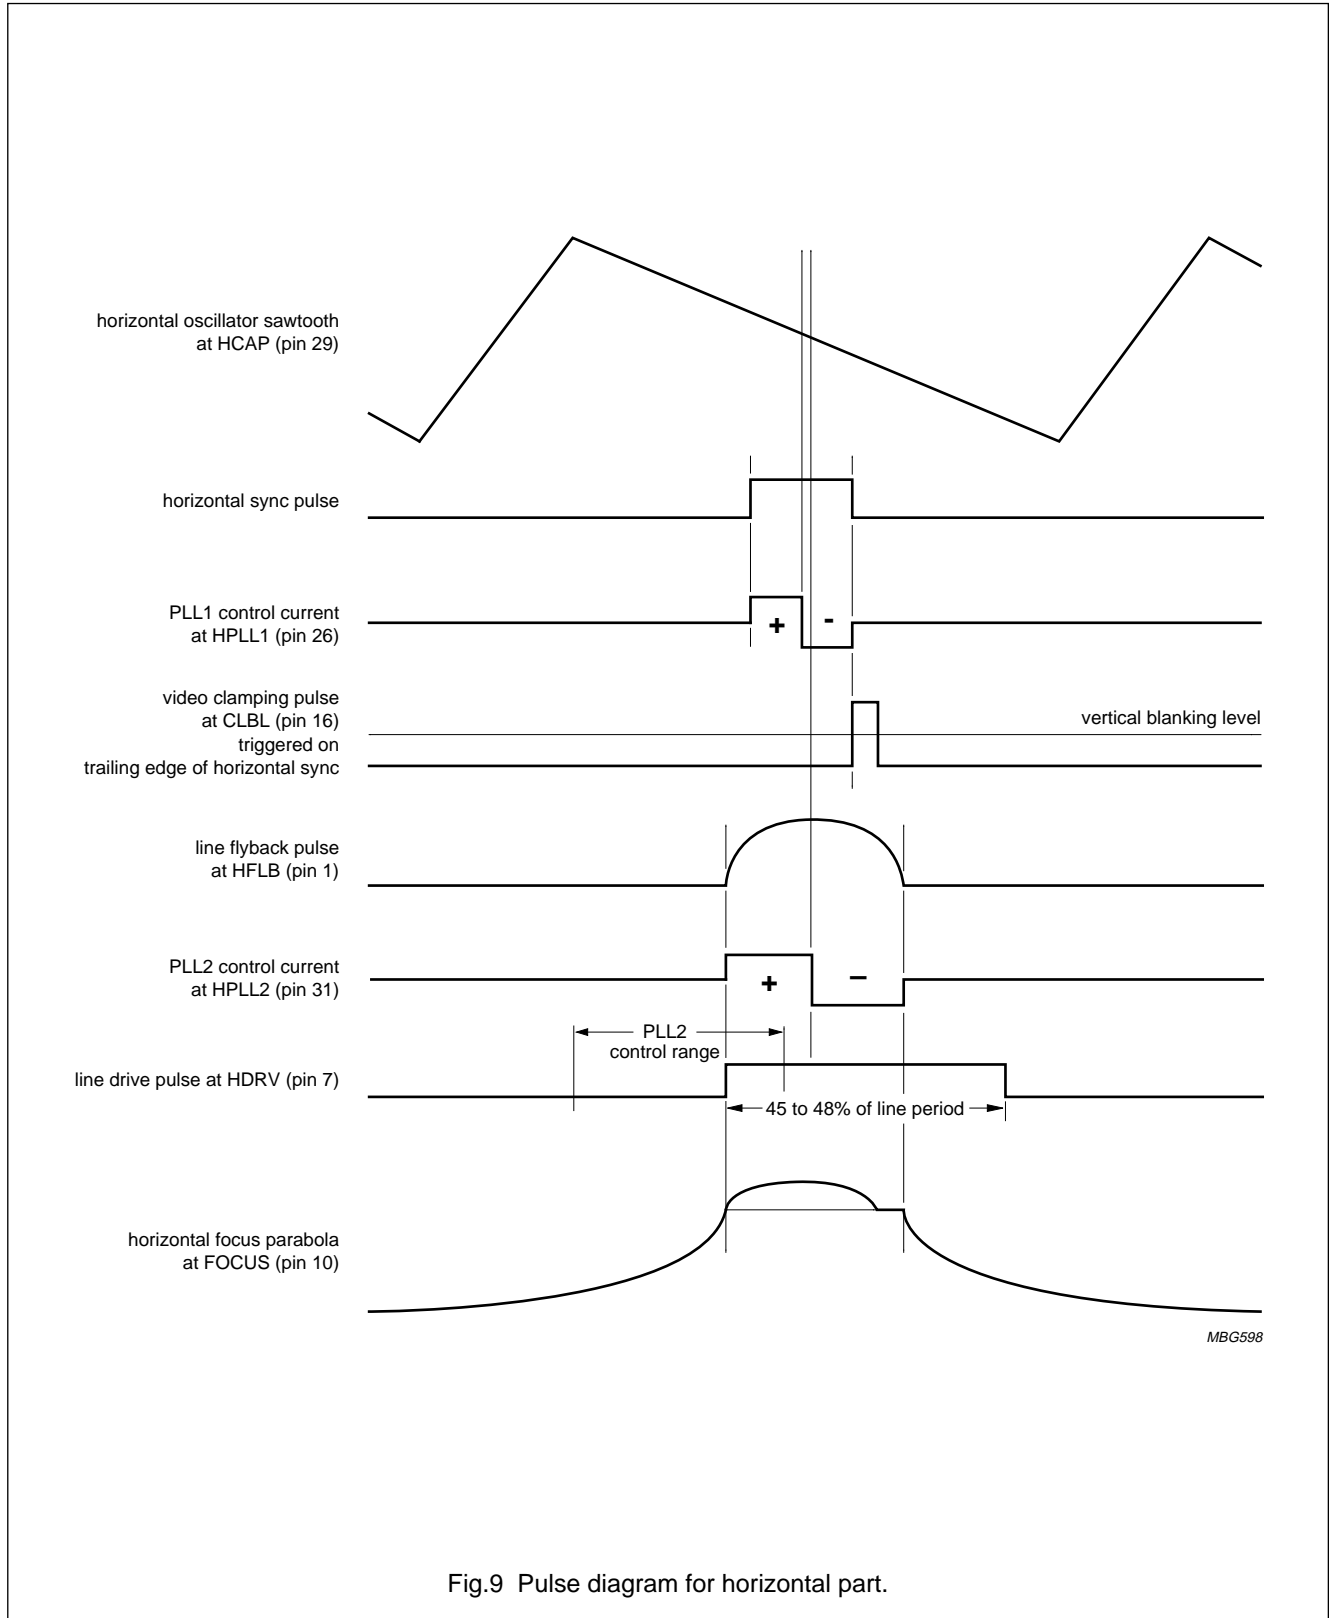 horizontal oscillator sawtooth
at HCAP (pin 29)
horizontal sync pulse
PLL1 control current
at HPLL1 (pin 26)
+
-
video clamping pulse
at CLBL (pin 16)
triggered on
trailing edge of horizontal sync
vertical blanking level
line flyback pulse
at HFLB (pin 1)
PLL2 control current
at HPLL2 (pin 31)
+
−
PLL2
control range
line drive pulse at HDRV (pin 7)
45 to 48% of line period
horizontal focus parabola
at FOCUS (pin 10)
MBG598
Fig.9 Pulse diagram for horizontal part.